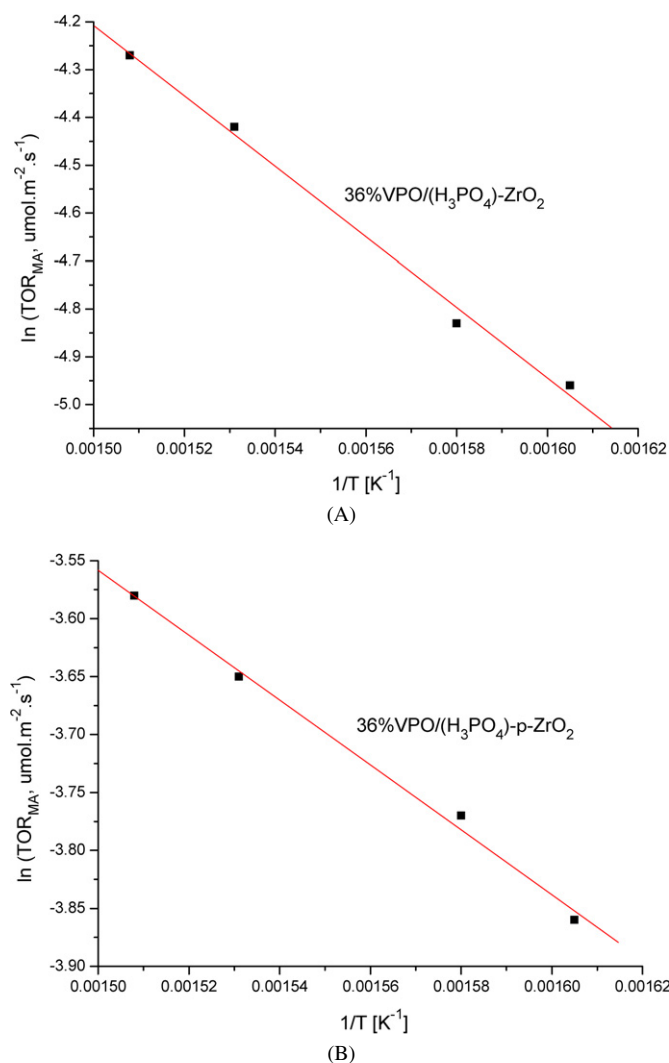 -4.2
-4.3
-4.4
-4.5
-4.6
-4.7
-4.8
-4.9
-5.0
ln (TOR_MA, umol.m^-2.s^-1)
36%VPO/(H₃PO₄)-ZrO₂
0.00150 0.00152 0.00154 0.00156 0.00158 0.00160 0.00162
1/T [K⁻¹]
(A)
-3.55
-3.60
-3.65
-3.70
-3.75
-3.80
-3.85
-3.90
ln (TOR_MA, umol.m^-2.s^-1)
36%VPO/(H₃PO₄)-p-ZrO₂
0.00150 0.00152 0.00154 0.00156 0.00158 0.00160 0.00162
1/T [K⁻¹]
(B)